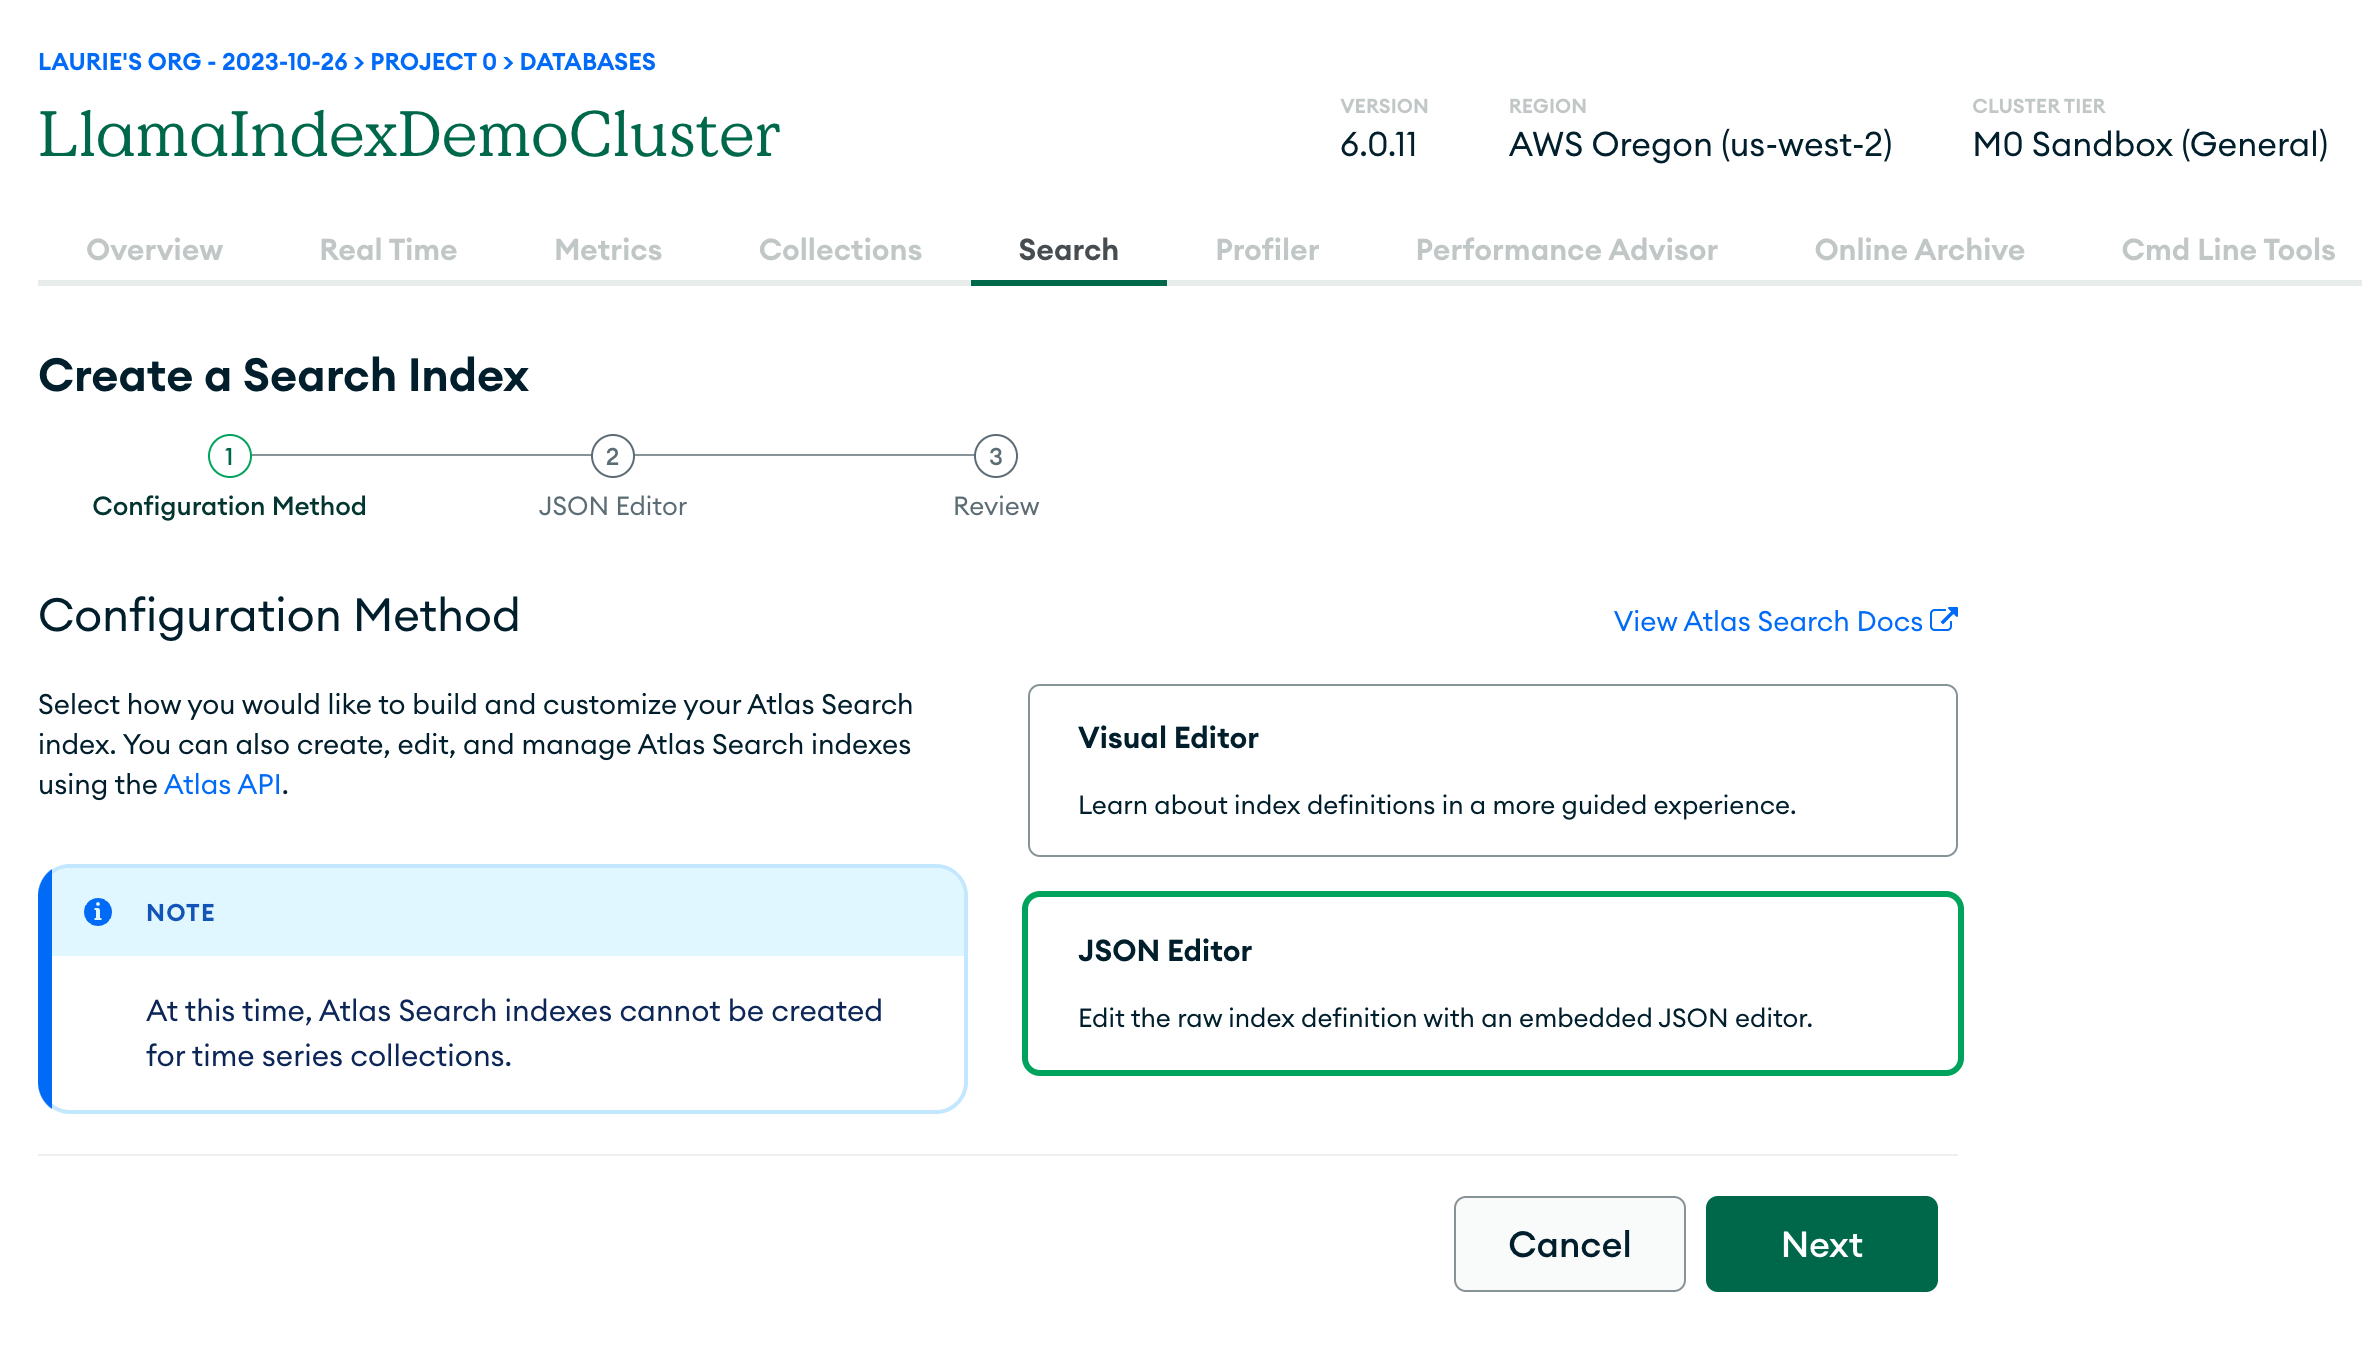 LAURIE'S ORG - 2023-10-26 > PROJECT 0 > DATABASES
LlamaIndexDemoCluster
VERSION
6.0.11
REGION
AWS Oregon (us-west-2)
CLUSTER TIER
M0 Sandbox (General)
Overview Real Time Metrics Collections Search Profiler Performance Advisor Online Archive Cmd Line Tools
Create a Search Index
1 2 3
Configuration Method JSON Editor Review
Configuration Method
View Atlas Search Docs
Select how you would like to build and customize your Atlas Search
index. You can also create, edit, and manage Atlas Search indexes
using the Atlas API.
NOTE
At this time, Atlas Search indexes cannot be created
for time series collections.
Visual Editor
Learn about index definitions in a more guided experience.
JSON Editor
Edit the raw index definition with an embedded JSON editor.
Cancel
Next